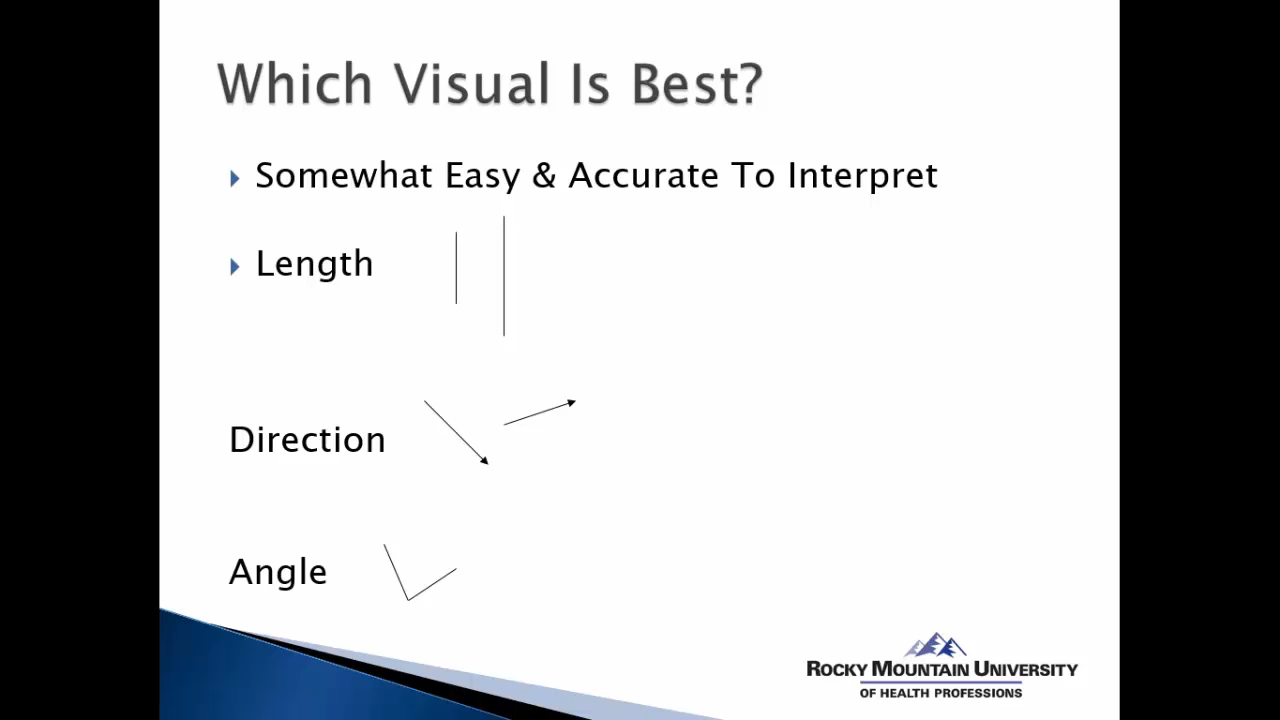 Which Visual Is Best?
Somewhat Easy & Accurate To Interpret
Length
Direction
Angle
ROCKY MOUNTAIN UNIVERSITY
OF HEALTH PROFESSIONS